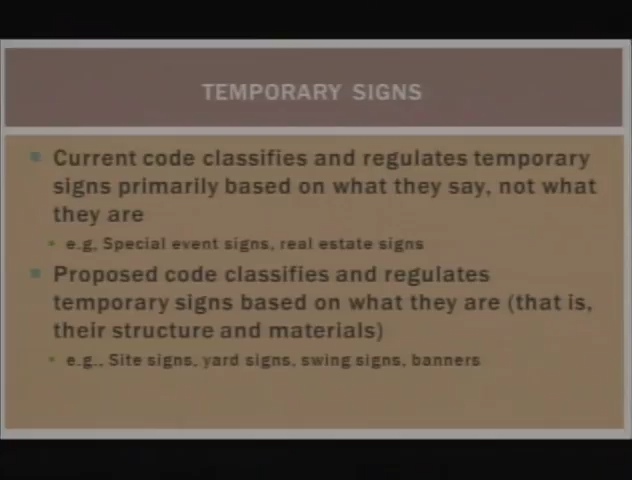 TEMPORARY SIGNS
Current code classifies and regulates temporary
signs primarily based on what they say, not what
they are
e.g, Special event signs, real estate signs
Proposed code classifies and regulates
temporary signs based on what they are (that is,
their structure and materials)
e.g., Site signs, yard signs, swing signs, banners